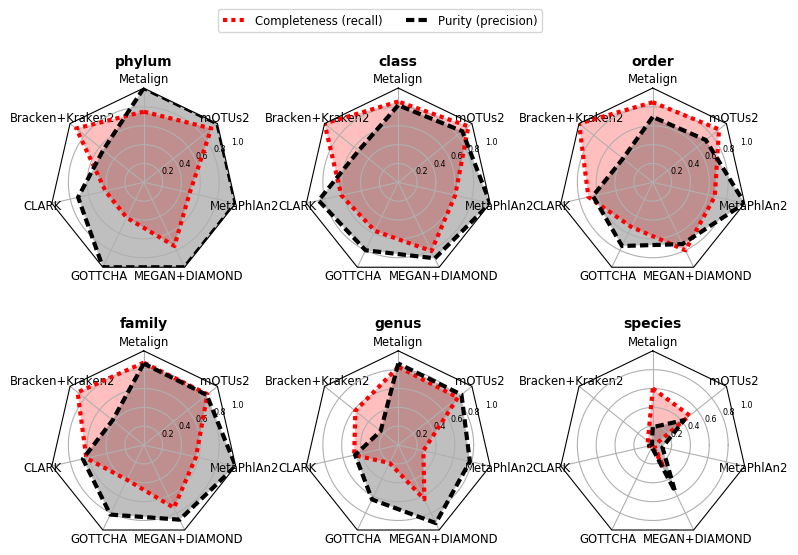 Completeness (recall) Purity (precision)
phylum class order
Metalign Metalign Metalign
Bracken+Kraken2 mOTUs2 Bracken+Kraken2 mOTUs2 Bracken+Kraken2 mOTUs2
0.2 0.4 0.6 0.8 1.0 0.2 0.4 0.6 0.8 1.0 0.2 0.4 0.6 0.8 1.0
CLARK MetaPhlAn2 CLARK MetaPhlAn2 CLARK MetaPhlAn2
GOTTCHA MEGAN+DIAMOND GOTTCHA MEGAN+DIAMOND GOTTCHA MEGAN+DIAMOND
family genus species
Metalign Metalign Metalign
Bracken+Kraken2 mOTUs2 Bracken+Kraken2 mOTUs2 Bracken+Kraken2 mOTUs2
0.2 0.4 0.6 0.8 1.0 0.2 0.4 0.6 0.8 1.0 0.2 0.4 0.6 0.8 1.0
CLARK MetaPhlAn2 CLARK MetaPhlAn2 CLARK MetaPhlAn2
GOTTCHA MEGAN+DIAMOND GOTTCHA MEGAN+DIAMOND GOTTCHA MEGAN+DIAMOND